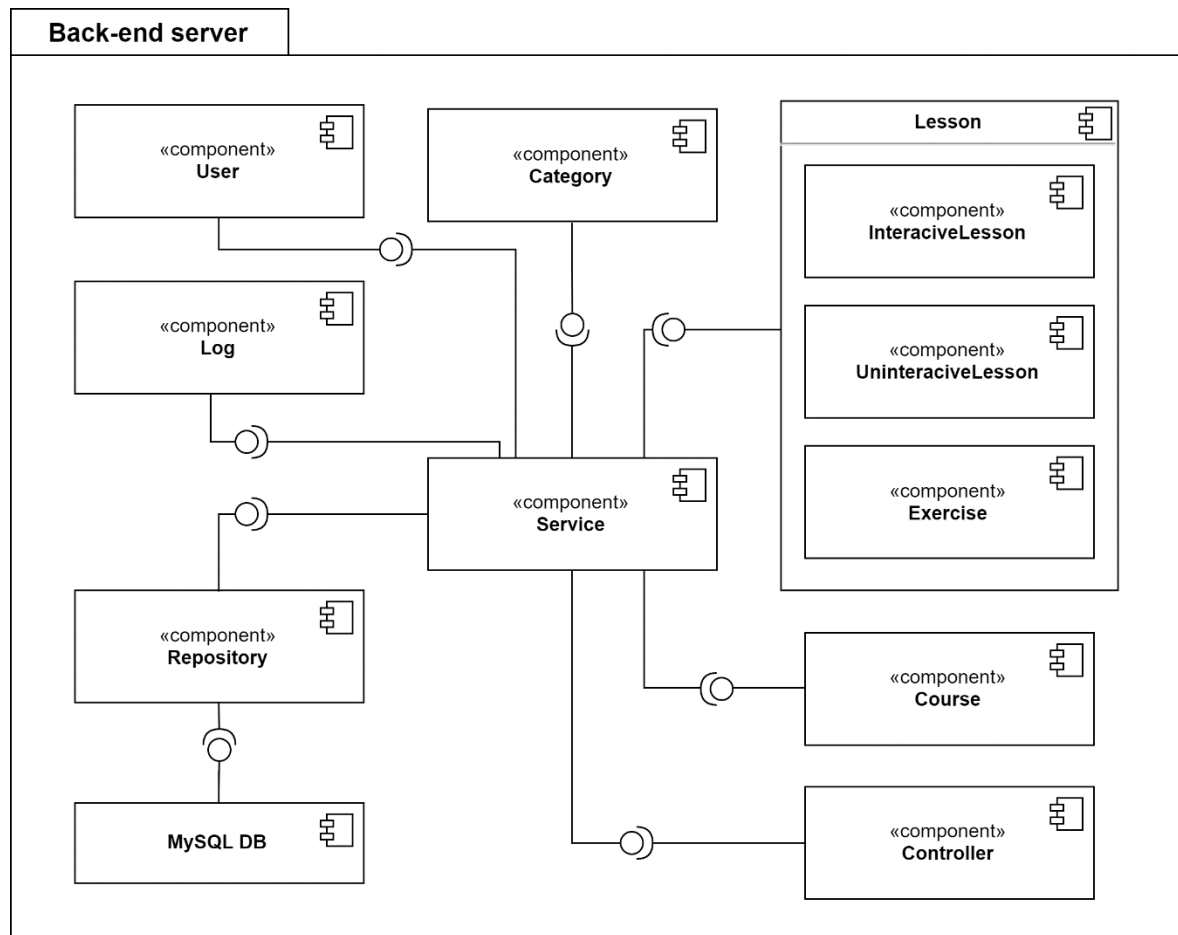 Back-end server
«component»
User
«component»
Category
Lesson
«component»
InteraciveLesson
«component»
Log
«component»
UninteraciveLesson
«component»
Exercise
«component»
Service
«component»
Repository
«component»
Course
MySQL DB
«component»
Controller